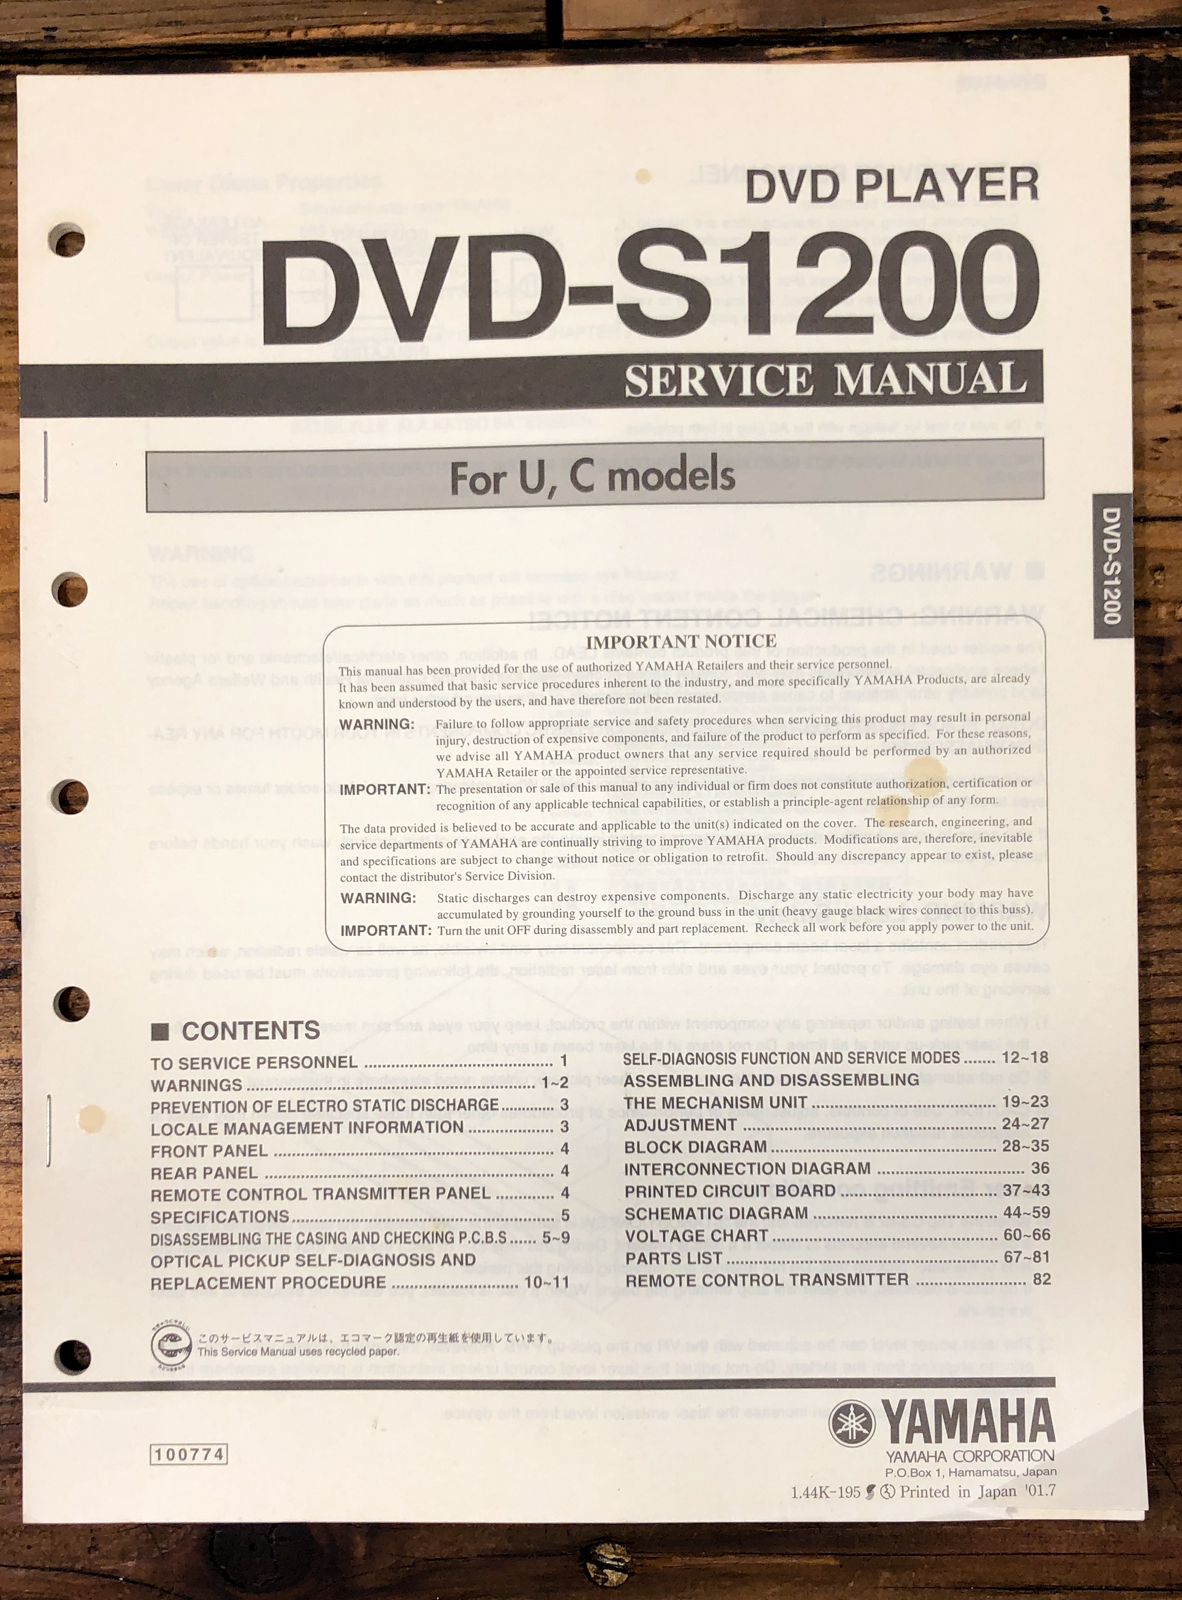 DVD PLAYER
DVD-S1200
SERVICE MANUAL
For U, C models
DVD-S1200
IMPORTANT NOTICE
This manual has been provided for the use of authorized YAMAHA Retailers and their service personnel.
It has been assumed that basic service procedures inherent to the industry, and more specifically YAMAHA Products, are already
known and understood by the users, and have therefore not been restated.
WARNING: Failure to follow appropriate service and safety procedures when servicing this product may result in personal
injury, destruction of expensive components, and failure of the product to perform as specified. For these reasons,
we advise all YAMAHA product owners that any service required should be performed by an authorized
YAMAHA Retailer or the appointed service representative.
IMPORTANT: The presentation or sale of this manual to any individual or firm does not constitute authorization, certification or
recognition of any applicable technical capabilities, or establish a principle-agent relationship of any form.
The data provided is believed to be accurate and applicable to the unit(s) indicated on the cover. The research, engineering, and
service departments of YAMAHA are continually striving to improve YAMAHA products. Modifications are, therefore, inevitable
and specifications are subject to change without notice or obligation to retrofit. Should any discrepancy appear to exist, please
contact the distributor's Service Division.
WARNING: Static discharges can destroy expensive components. Discharge any static electricity your body may have
accumulated by grounding yourself to the ground buss in the unit (heavy gauge black wires connect to this buss).
IMPORTANT: Turn the unit OFF during disassembly and part replacement. Recheck all work before you apply power to the unit.
■ CONTENTS
TO SERVICE PERSONNEL ........ 1
WARNINGS ........ 1~2
PREVENTION OF ELECTRO STATIC DISCHARGE ........ 3
LOCALE MANAGEMENT INFORMATION ........ 3
FRONT PANEL ........ 4
REAR PANEL ........ 4
REMOTE CONTROL TRANSMITTER PANEL ........ 4
SPECIFICATIONS ........ 5
DISASSEMBLING THE CASING AND CHECKING P.C.B.S ...... 5~9
OPTICAL PICKUP SELF-DIAGNOSIS AND
REPLACEMENT PROCEDURE ........ 10~11
SELF-DIAGNOSIS FUNCTION AND SERVICE MODES ....... 12~18
ASSEMBLING AND DISASSEMBLING
THE MECHANISM UNIT ........ 19~23
ADJUSTMENT ........ 24~27
BLOCK DIAGRAM ........ 28~35
INTERCONNECTION DIAGRAM ........ 36
PRINTED CIRCUIT BOARD ........ 37~43
SCHEMATIC DIAGRAM ........ 44~59
VOLTAGE CHART ........ 60~66
PARTS LIST ........ 67~81
REMOTE CONTROL TRANSMITTER ........ 82
このサービスマニュアルは、エコマーク認定の再生紙を使用しています。
This Service Manual uses recycled paper.
100774
YAMAHA
YAMAHA CORPORATION
P.O.Box 1, Hamamatsu, Japan
1.44K-195 Printed in Japan '01.7